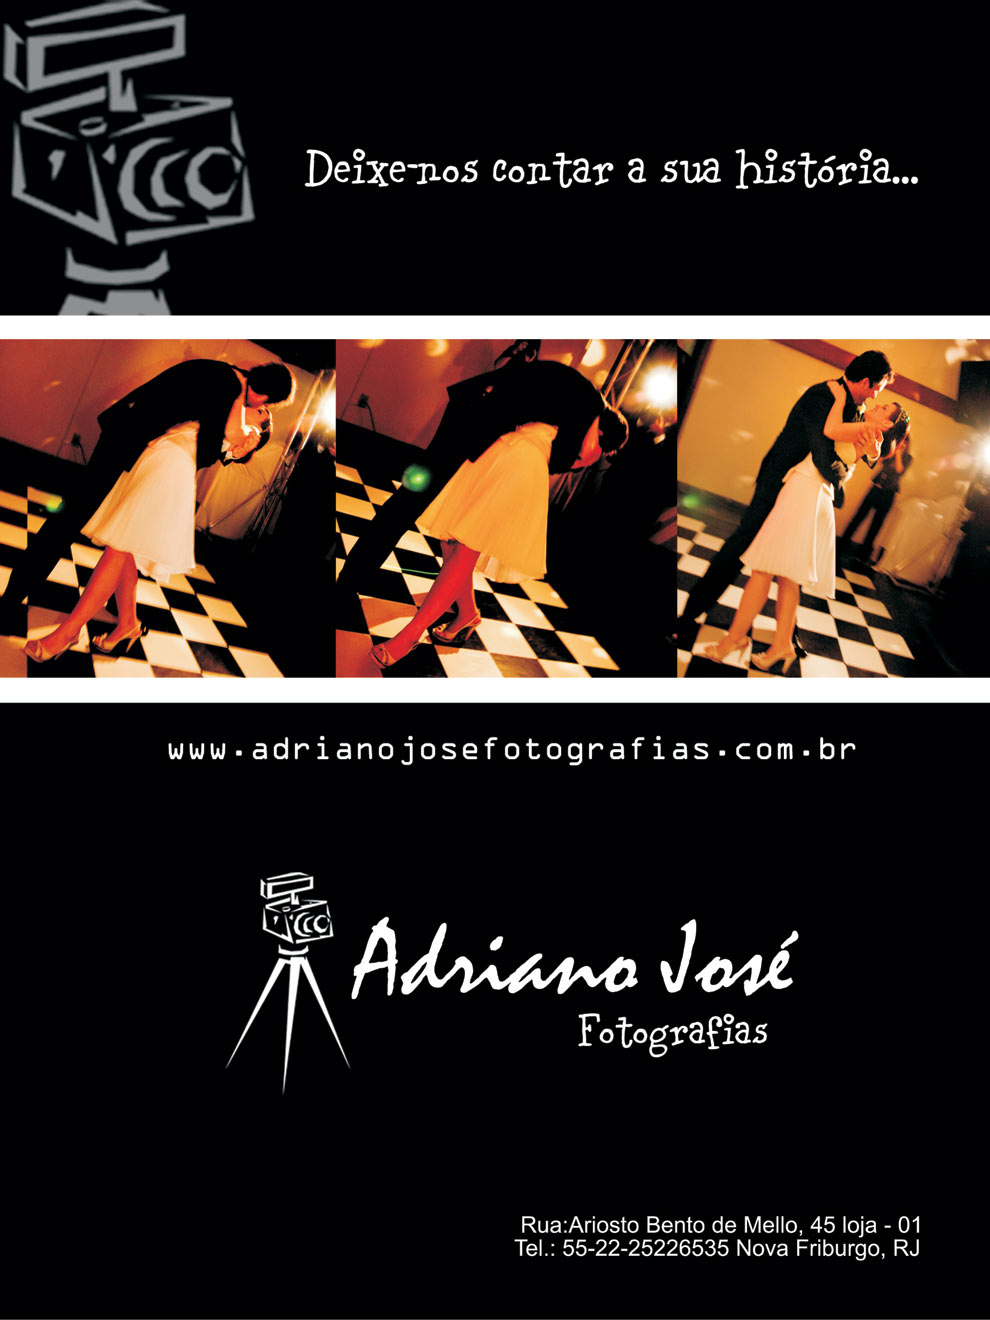 Deixe-nos contar a sua história...
www.adrianojosefotografias.com.br
Adriano José
Fotografias
Rua:Ariosto Bento de Mello, 45 loja - 01
Tel.: 55-22-25226535 Nova Friburgo, RJ